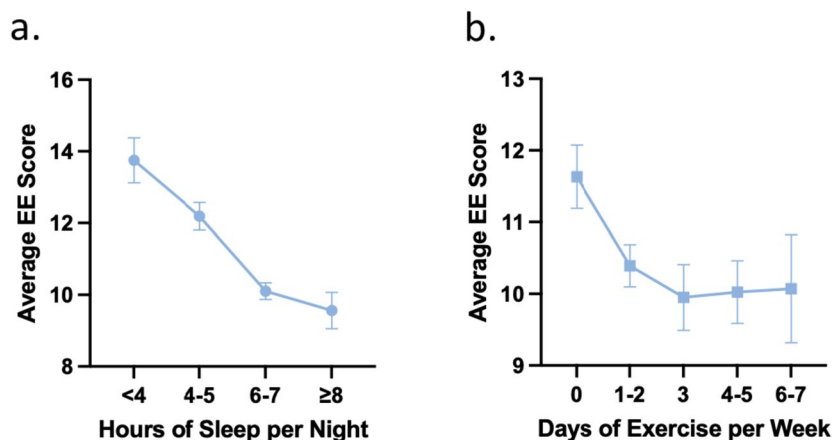 a.
16
14
12
10
8
Average EE Score
<4 4-5 6-7 ≥8
Hours of Sleep per Night
b.
13
12
11
10
9
Average EE Score
0 1-2 3 4-5 6-7
Days of Exercise per Week